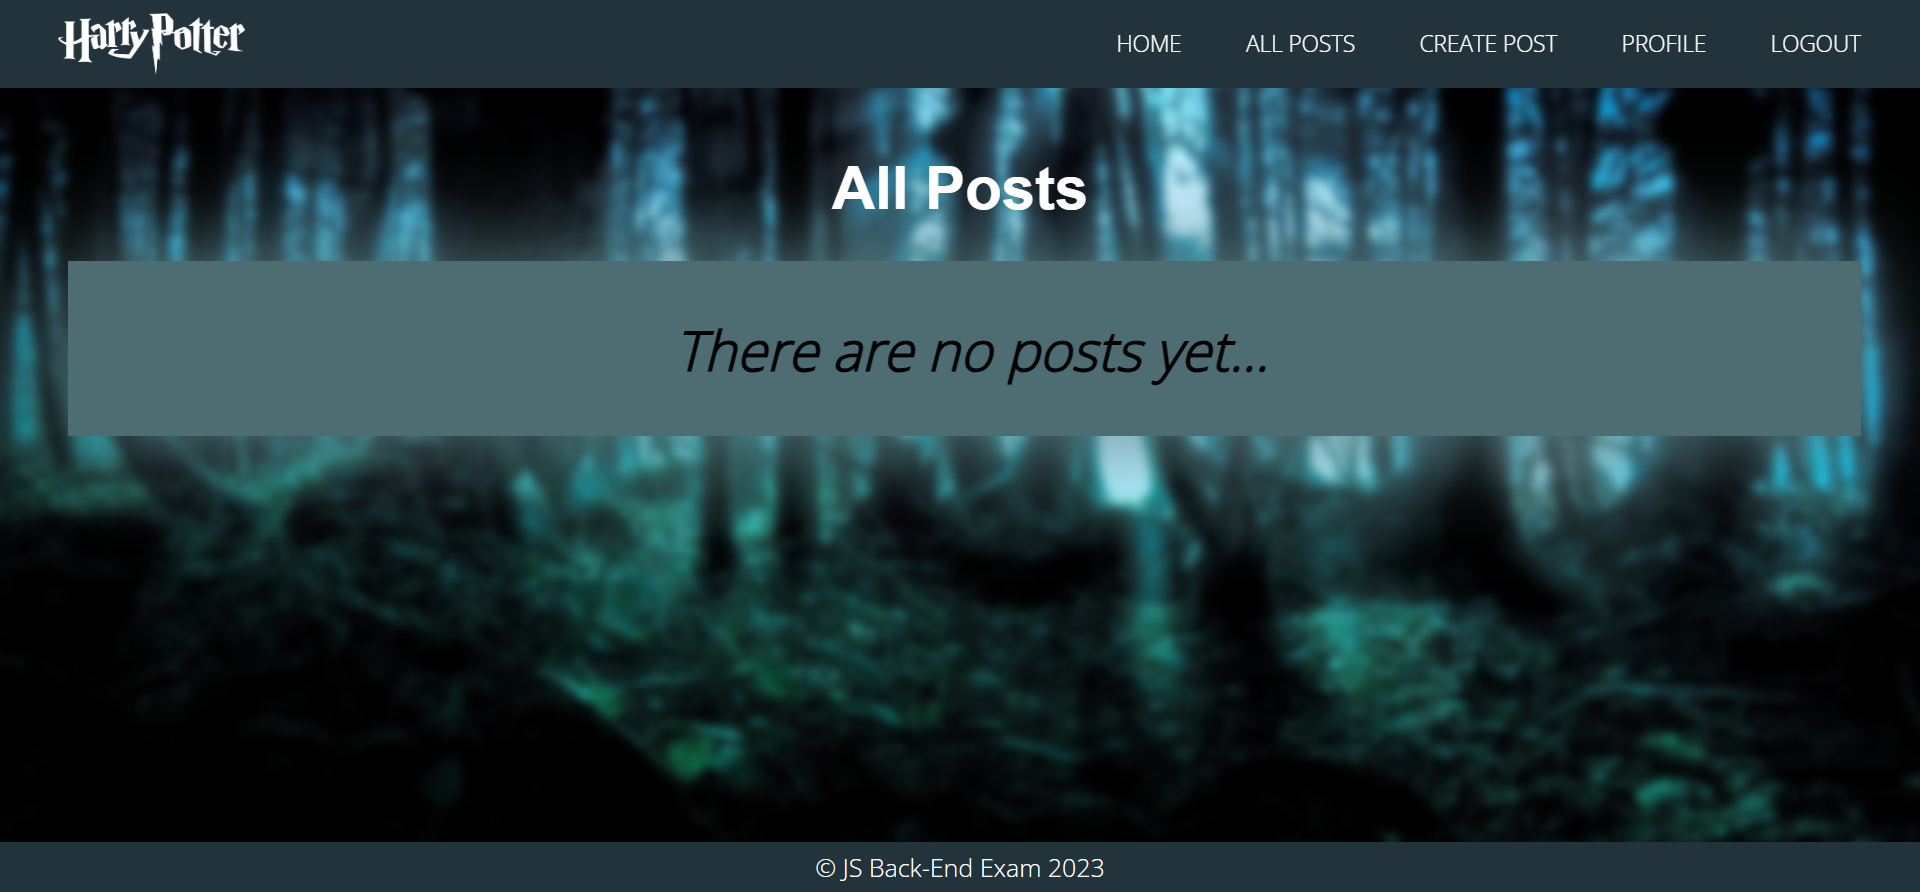 Harry Potter
HOME ALL POSTS CREATE POST PROFILE LOGOUT
All Posts
There are no posts yet...
© JS Back-End Exam 2023